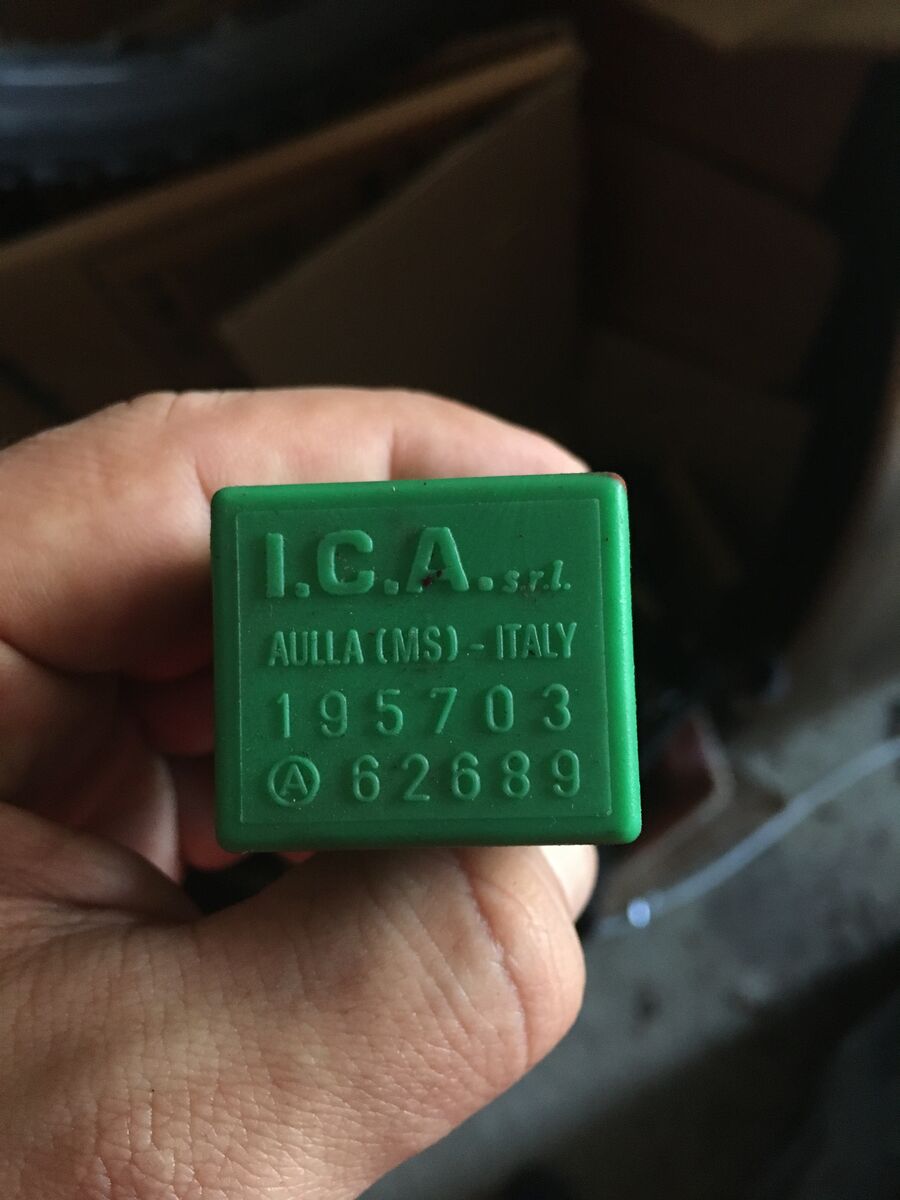 I.C.A. s.r.l.
AULLA (MS) - ITALY
195703
Ⓐ 62689